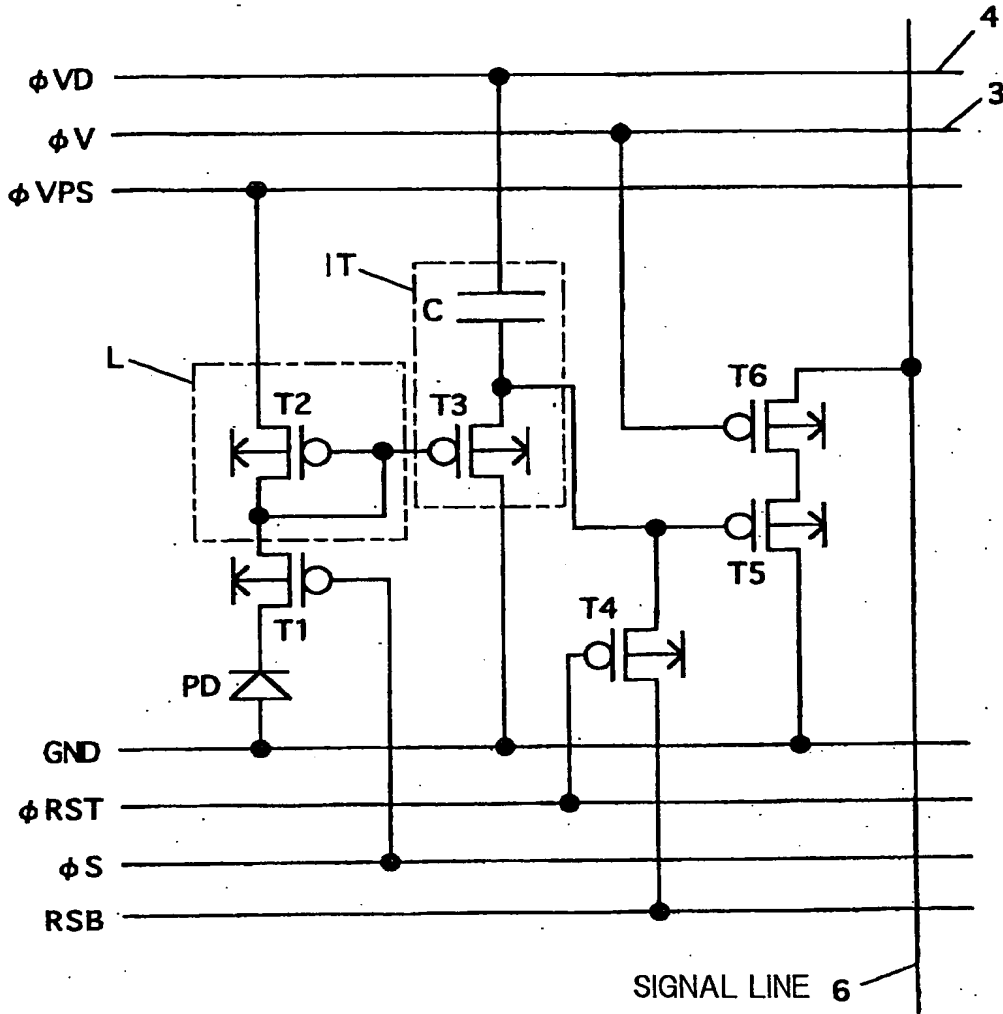 4
φVD
3
φV
φVPS
IT
C
L
T2
T3
T6
T5
T1
T4
PD
GND
φRST
φS
RSB
SIGNAL LINE 6